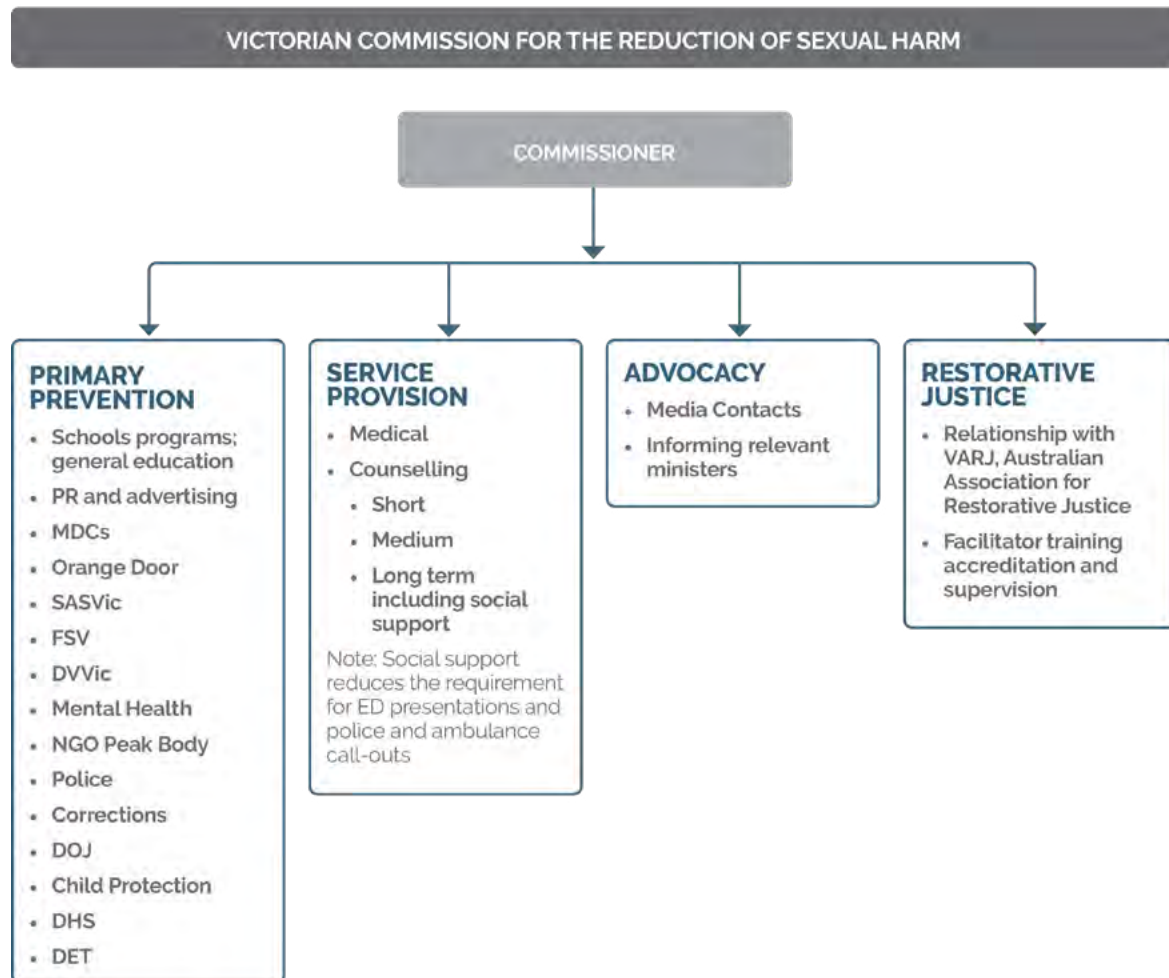 VICTORIAN COMMISSION FOR THE REDUCTION OF SEXUAL HARM
COMMISSIONER
PRIMARY
PREVENTION
• Schools programs;
general education
• PR and advertising
• MDCs
• Orange Door
• SASVic
• FSV
• DVVic
• Mental Health
• NGO Peak Body
• Police
• Corrections
• DOJ
• Child Protection
• DHS
• DET
SERVICE
PROVISION
• Medical
• Counselling
• Short
• Medium
• Long term
including social
support
Note: Social support
reduces the requirement
for ED presentations and
police and ambulance
call-outs
ADVOCACY
• Media Contacts
• Informing relevant
ministers
RESTORATIVE
JUSTICE
• Relationship with
VARJ, Australian
Association for
Restorative Justice
• Facilitator training
accreditation and
supervision